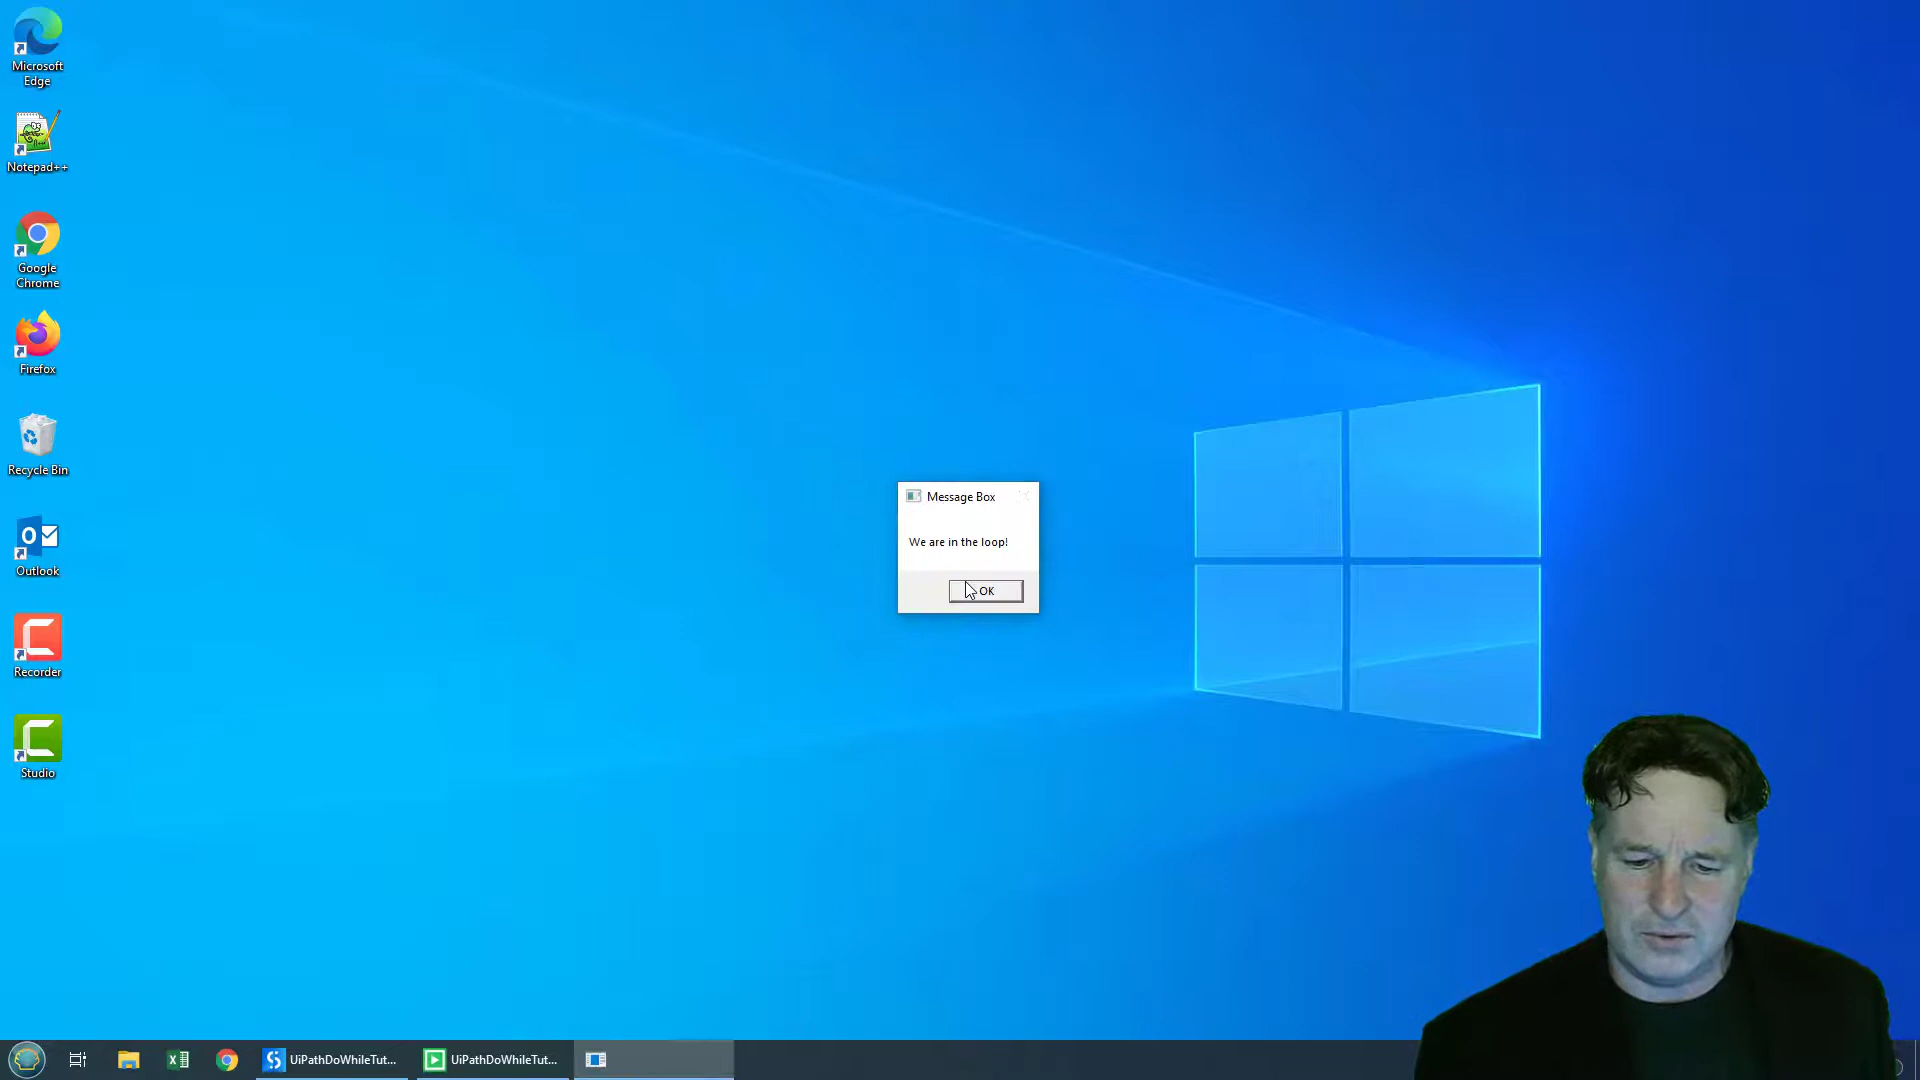 Microsoft
Edge
Notepad++
Google
Chrome
Firefox
Recycle Bin
Outlook
Recorder
Studio
Message Box
We are in the loop!
OK
UiPathDoWhileTut...
UiPathDoWhileTut...